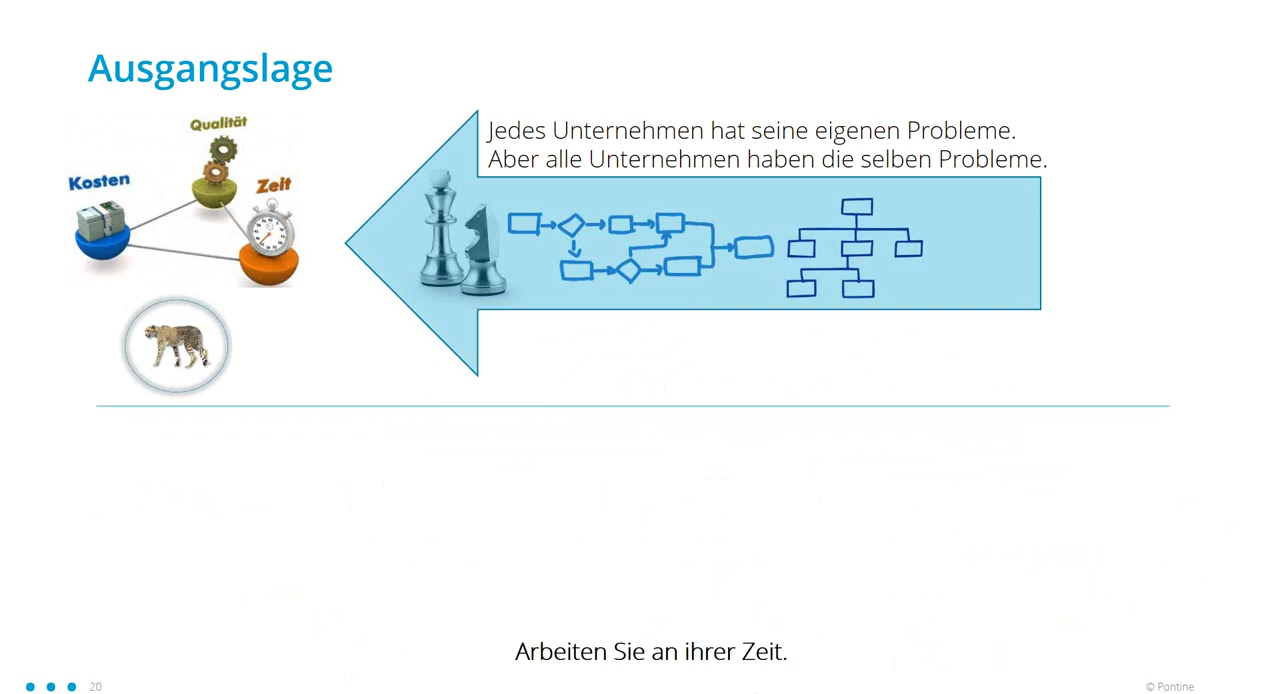 Ausgangslage
Qualität
Kosten
Zeit
Jedes Unternehmen hat seine eigenen Probleme.
Aber alle Unternehmen haben die selben Probleme.
Arbeiten Sie an ihrer Zeit.
20
© Pontine